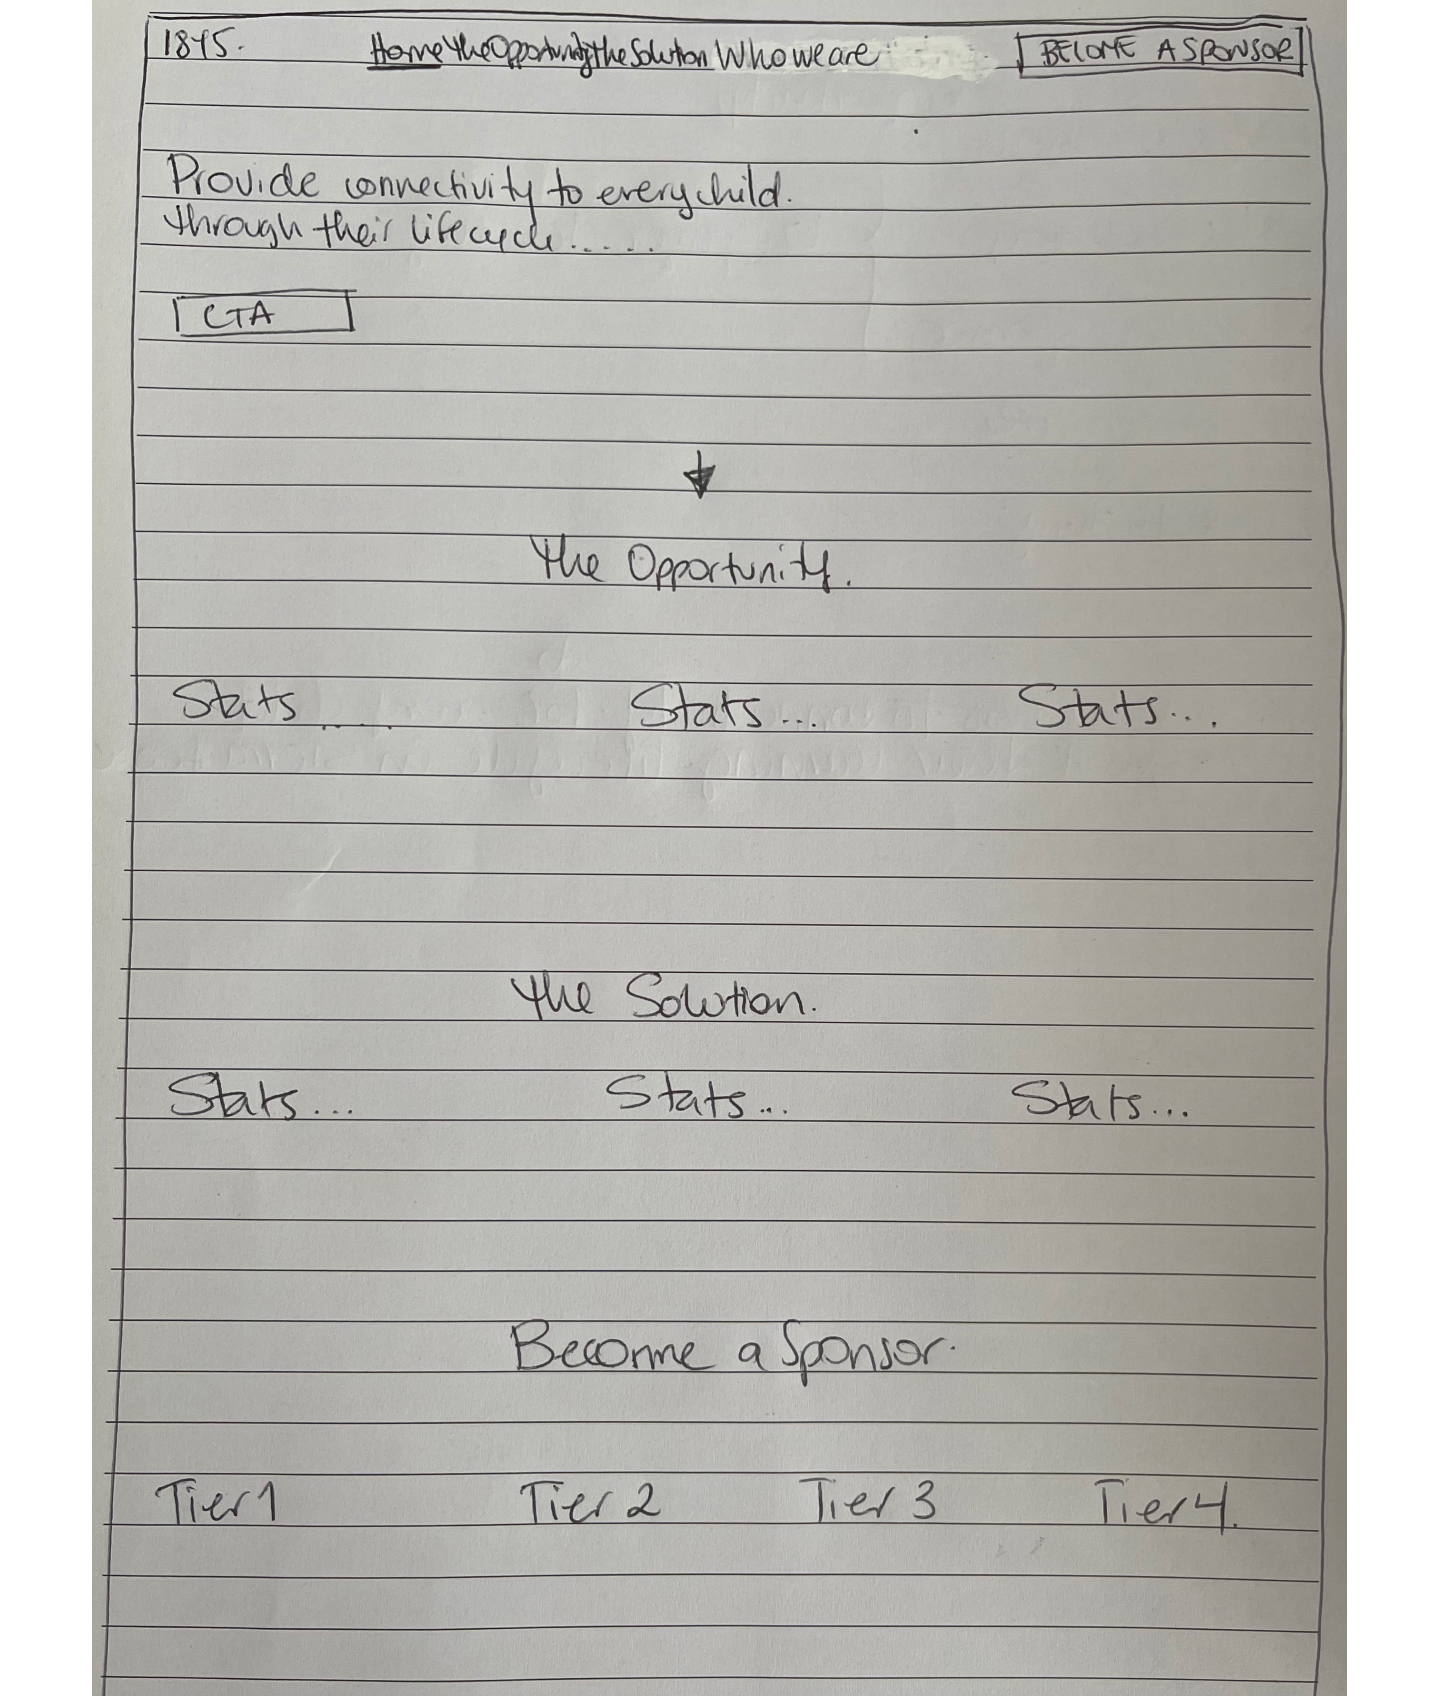 1845.
Home The Opportunity The Solution Who we are
BECOME A SPONSOR
Provide connectivity to every child.
through their lifecycle.....
CTA
The Opportunity.
Stats .... Stats... Stats...
The Solution.
Stats... Stats... Stats...
Become a Sponsor.
Tier 1 Tier 2 Tier 3 Tier 4.